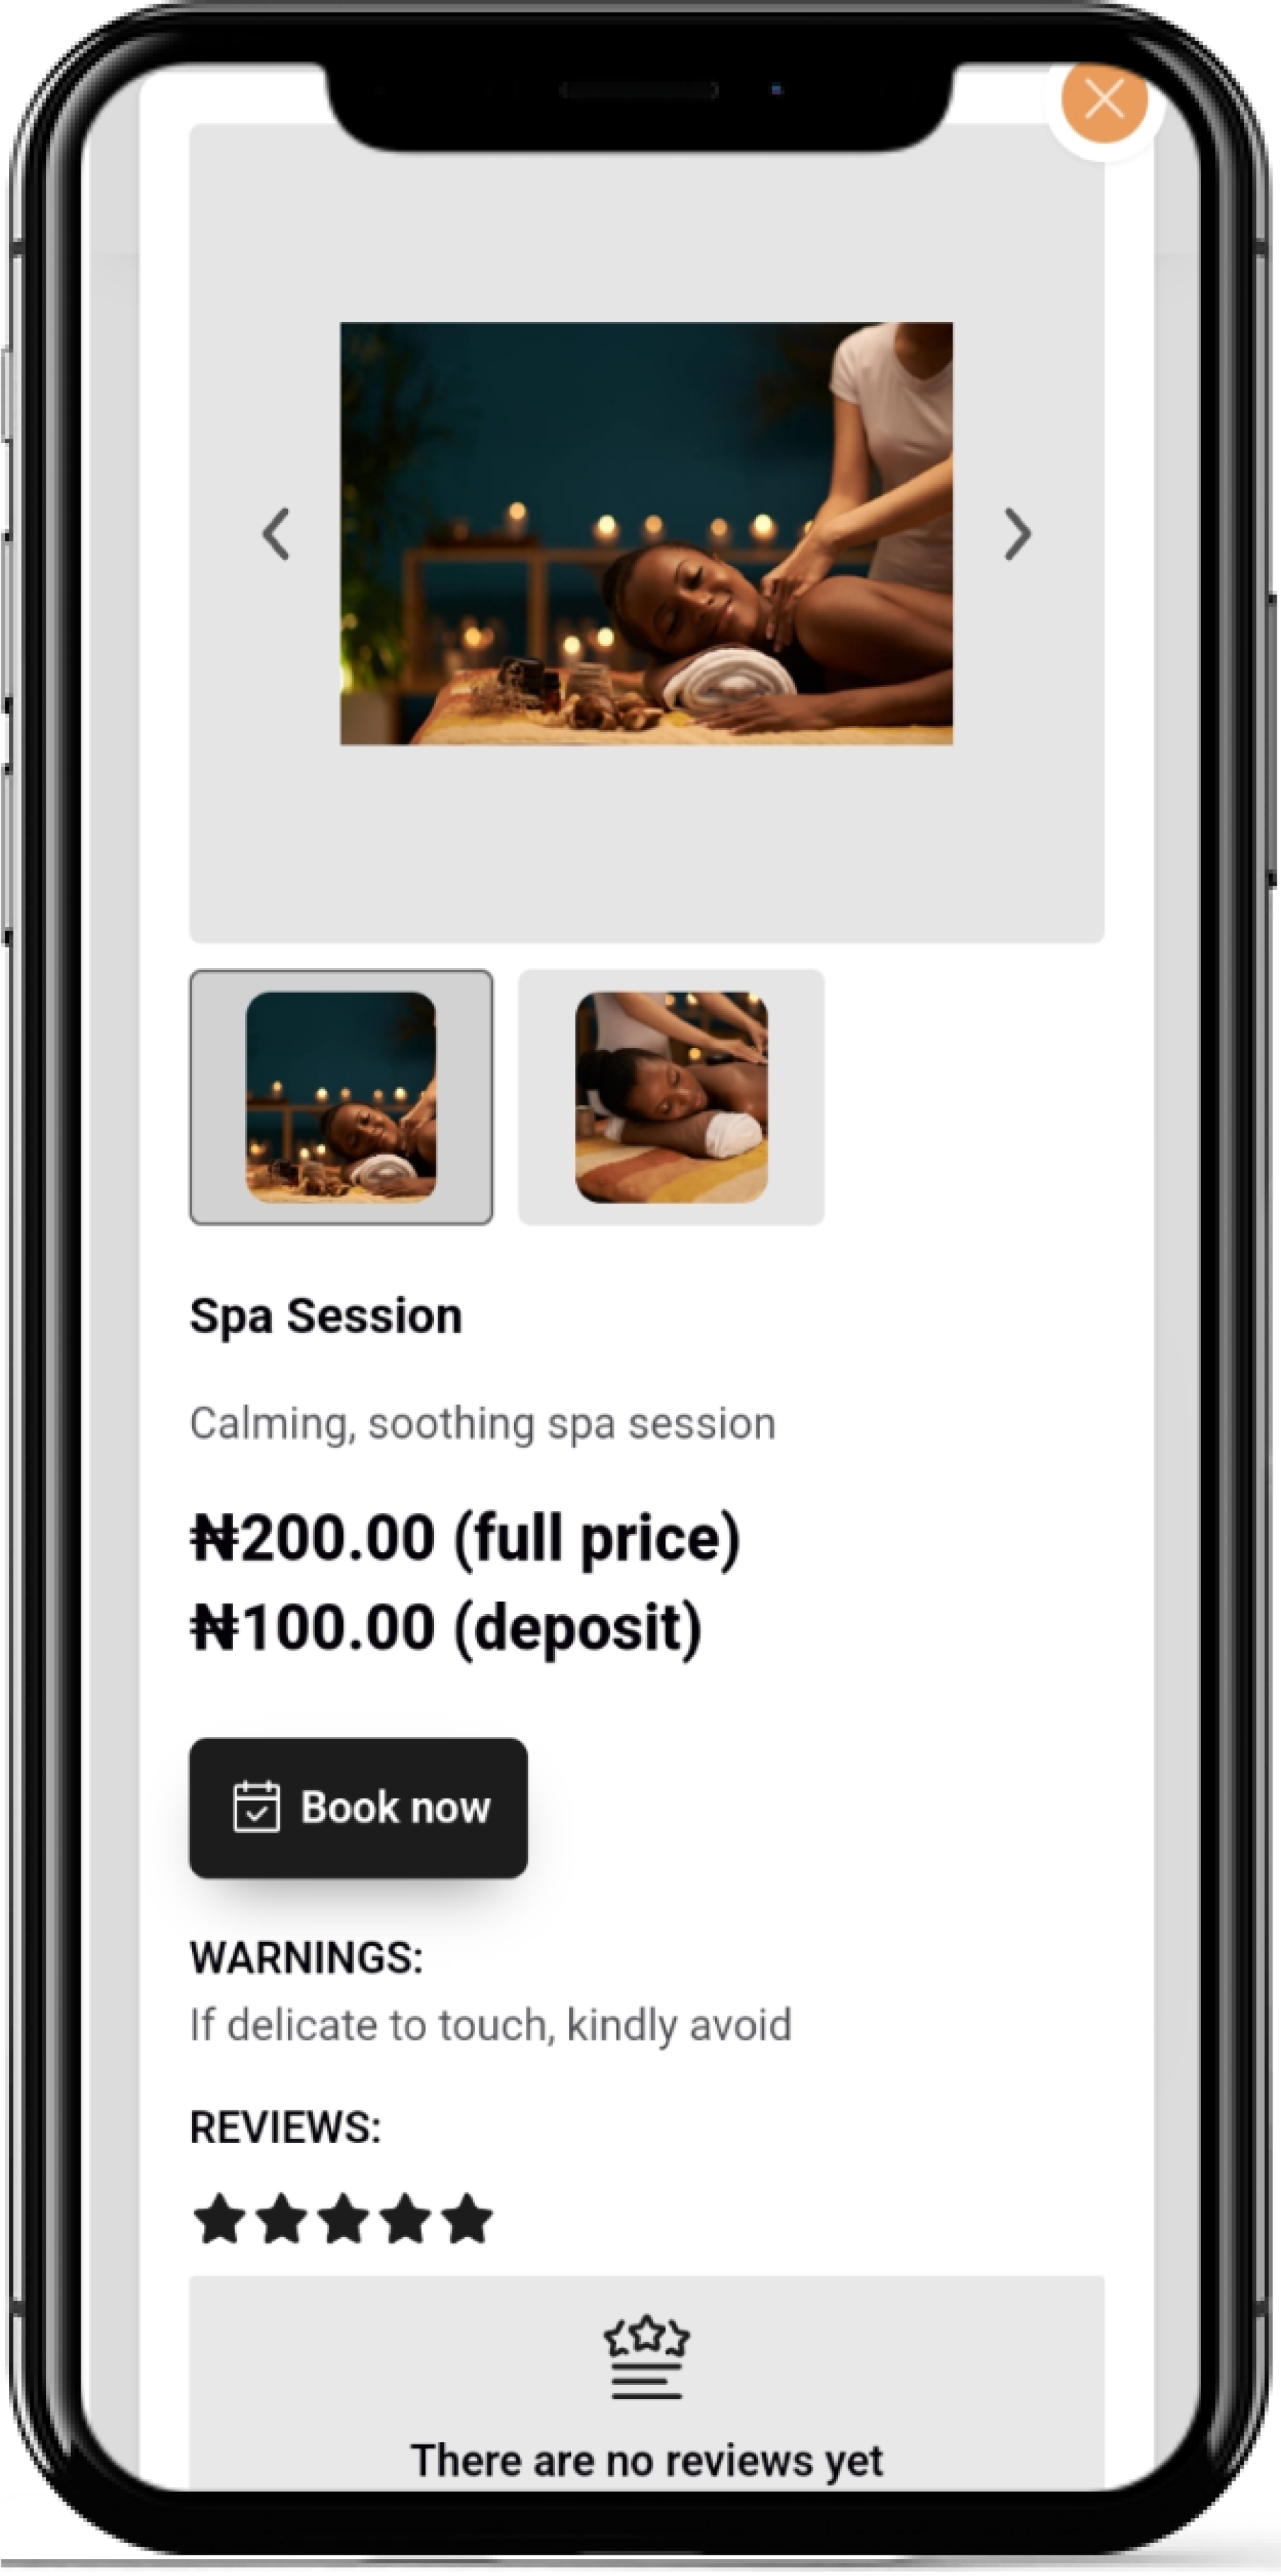 Spa Session
Calming, soothing spa session
₦200.00 (full price)
₦100.00 (deposit)
Book now
WARNINGS:
If delicate to touch, kindly avoid
REVIEWS:
There are no reviews yet